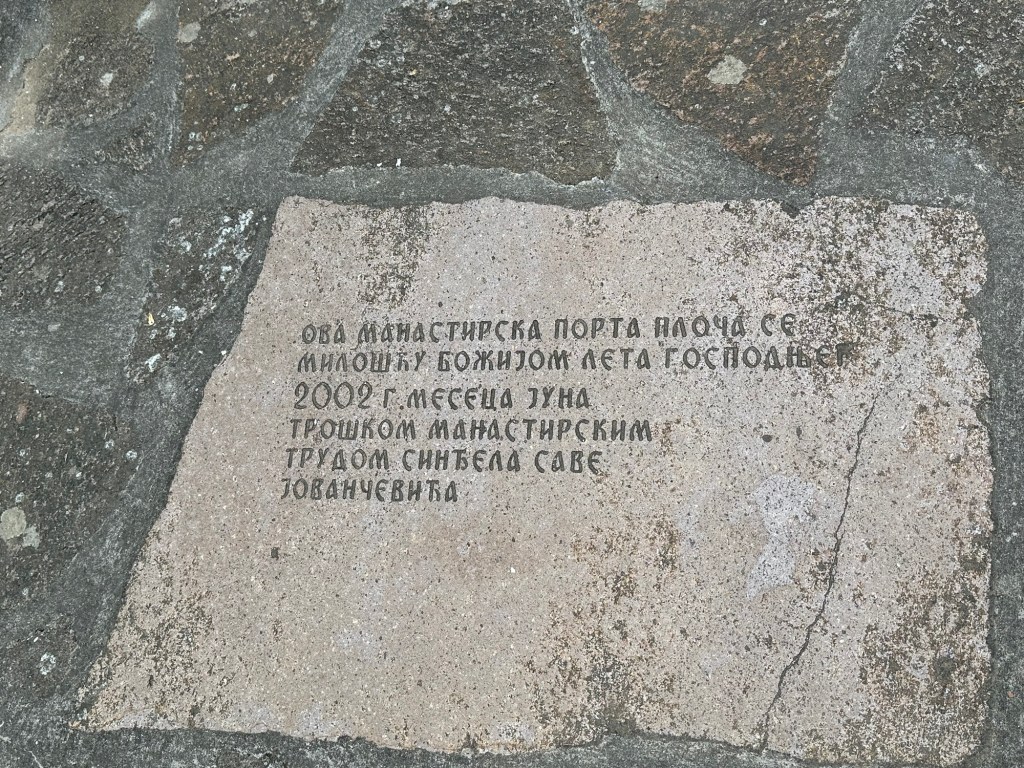 ОВА МАНАСТИРСКА ПОРТА ПЛОЧА СЕ
МИЛОШЋУ БОЖИЈОМ ЛЕТА ГОСПОДЊЕГ
2002 Г. МЕСЕЦА ЈУНА
ТРОШКОМ МАНАСТИРСКИМ
ТРУДОМ СИНЂЕЛА САВЕ
ЈОВАНЧЕВИЋА